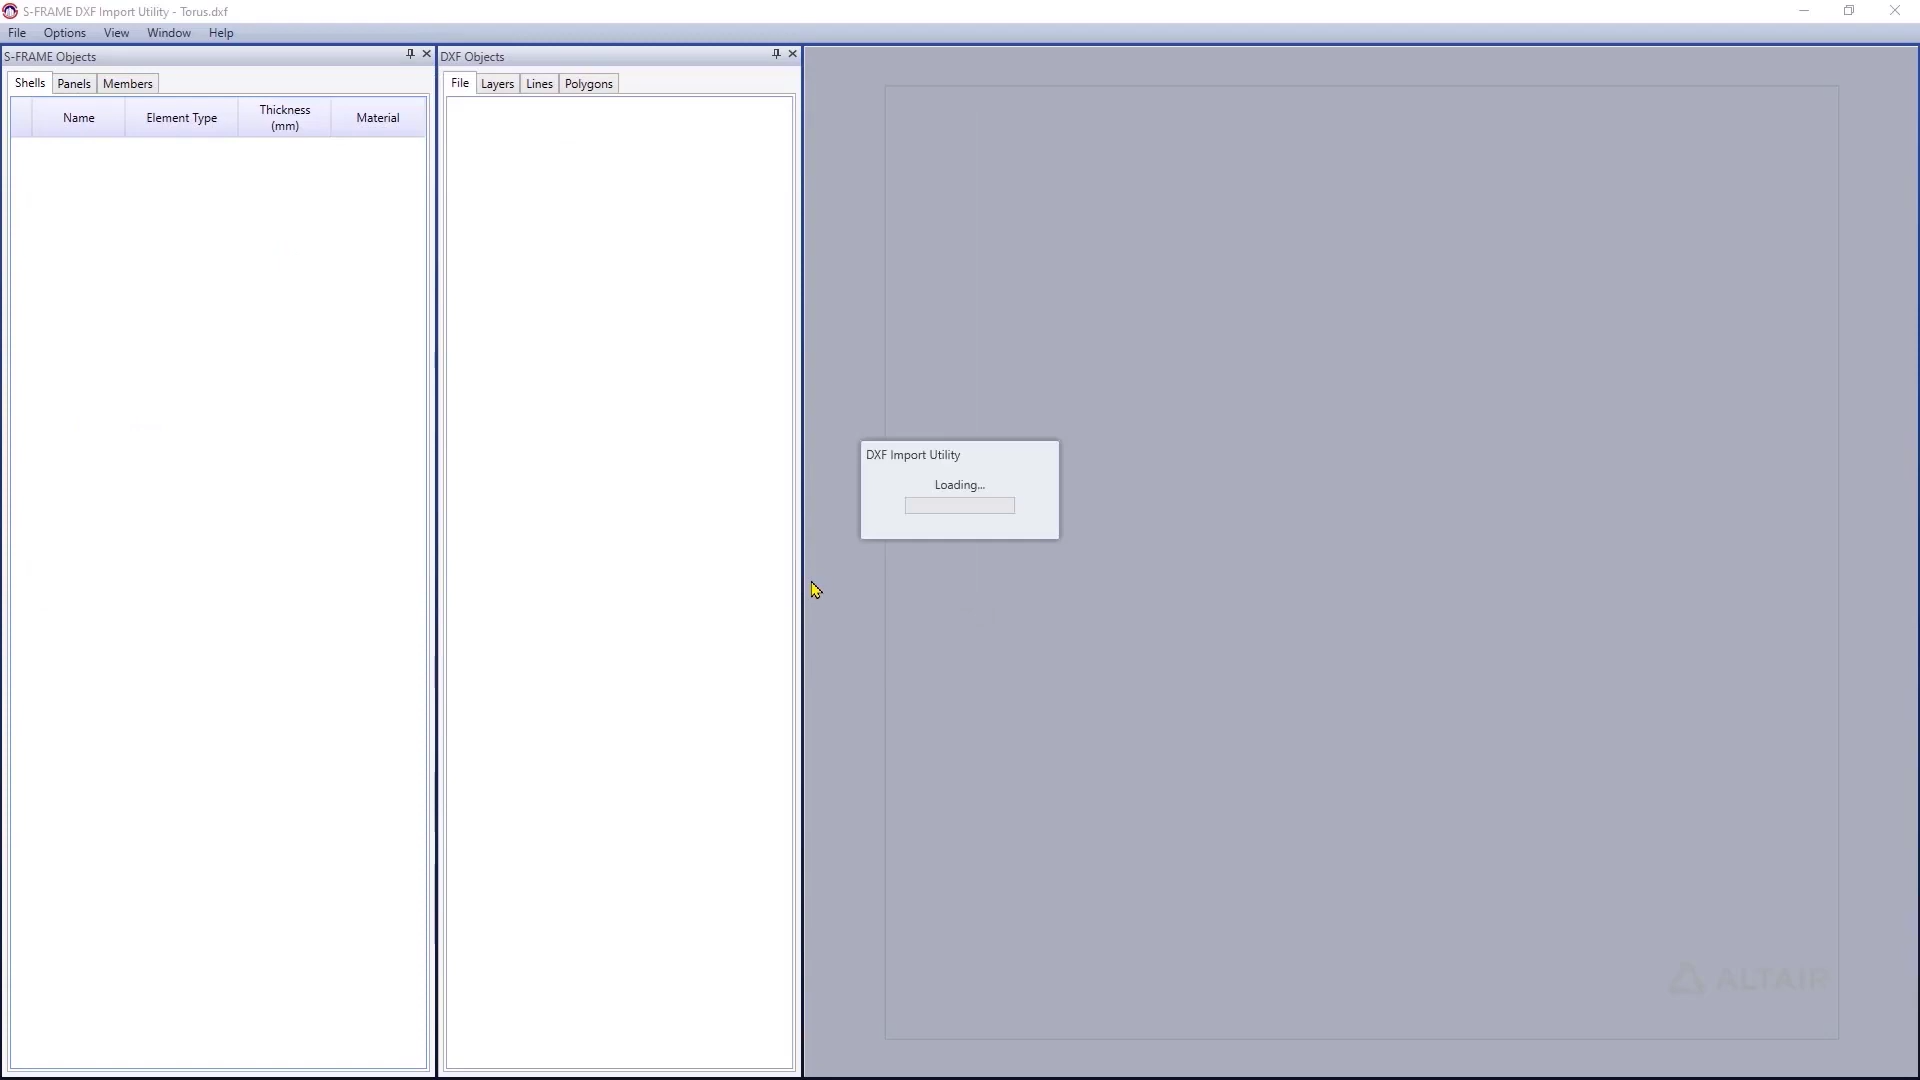 S-FRAME DXF Import Utility - Torus.dxf
File Options View Window Help
S-FRAME Objects
Shells Panels Members
Name Element Type Thickness (mm) Material
DXF Objects
File Layers Lines Polygons
DXF Import Utility
Loading...
ALTAIR